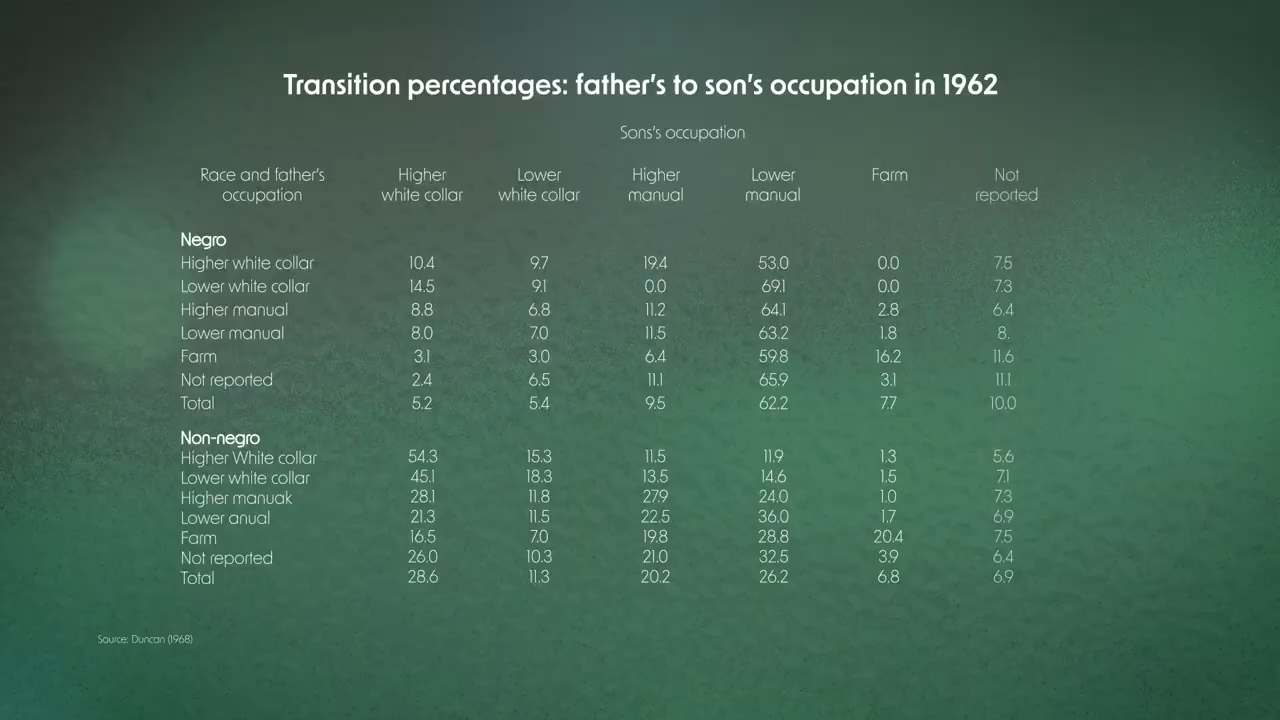 Transition percentages: father's to son's occupation in 1962
Sons's occupation
Race and father's occupation Higher white collar Lower white collar Higher manual Lower manual Farm Not reported
Negro
Higher white collar 10.4 9.7 19.4 53.0 0.0 7.5
Lower white collar 14.5 9.1 0.0 69.1 0.0 7.3
Higher manual 8.8 6.8 11.2 64.1 2.8 6.4
Lower manual 8.0 7.0 11.5 63.2 1.8 8.
Farm 3.1 3.0 6.4 59.8 16.2 11.6
Not reported 2.4 6.5 11.1 65.9 3.1 11.1
Total 5.2 5.4 9.5 62.2 7.7 10.0
Non-negro
Higher White collar 54.3 15.3 11.5 11.9 1.3 5.6
Lower white collar 45.1 18.3 13.5 14.6 1.5 7.1
Higher manuak 28.1 11.8 27.9 24.0 1.0 7.3
Lower anual 21.3 11.5 22.5 36.0 1.7 6.9
Farm 16.5 7.0 19.8 28.8 20.4 7.5
Not reported 26.0 10.3 21.0 32.5 3.9 6.4
Total 28.6 11.3 20.2 26.2 6.8 6.9
Source: Duncan (1968)